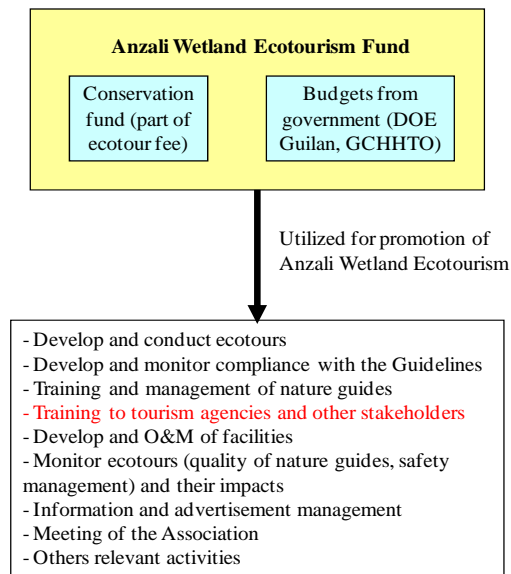 Anzali Wetland Ecotourism Fund
Conservation
fund (part of
ecotour fee)
Budgets from
government (DOE
Guilan, GCHHTO)
Utilized for promotion of
Anzali Wetland Ecotourism
- Develop and conduct ecotours
- Develop and monitor compliance with the Guidelines
- Training and management of nature guides
- Training to tourism agencies and other stakeholders
- Develop and O&M of facilities
- Monitor ecotours (quality of nature guides, safety
management) and their impacts
- Information and advertisement management
- Meeting of the Association
- Others relevant activities